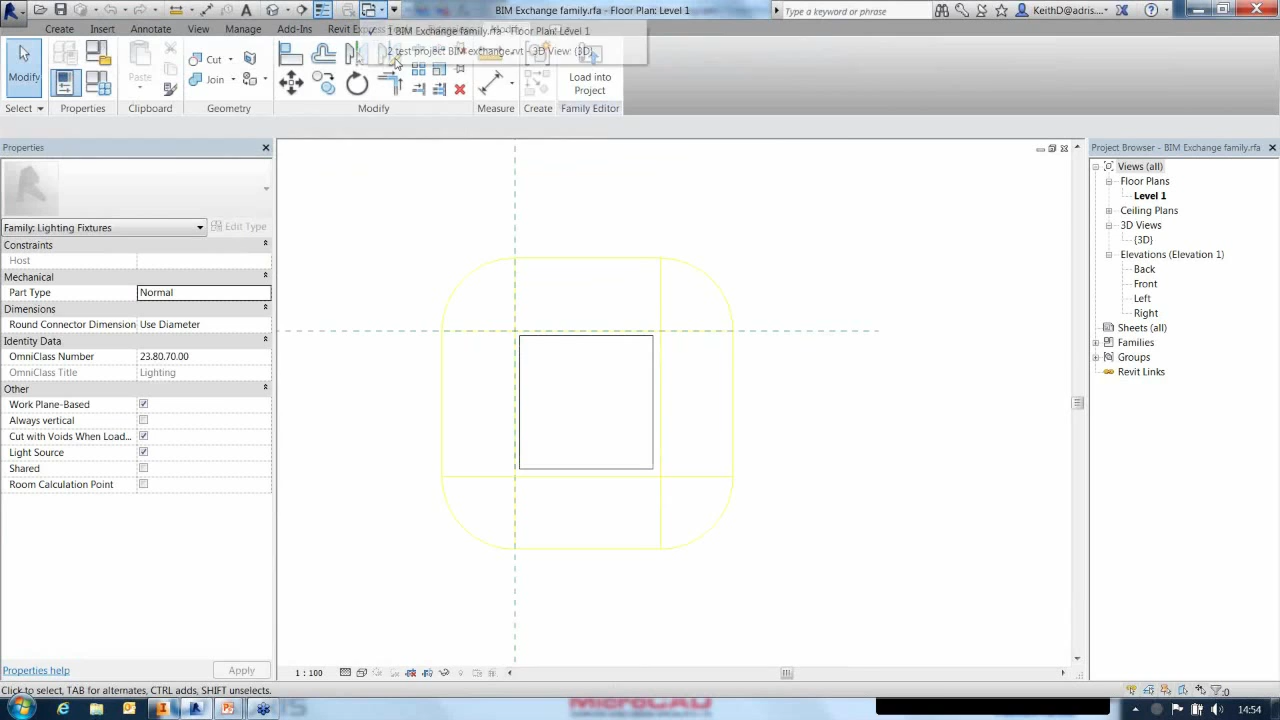 BIM Exchange family.rfa - Floor Plan: Level 1
Type a keyword or phrase
KeithD@adris...
Insert
Annotate
View
Manage
Add-Ins
1 BIM Exchange family.rfa - Floor Plan: Level 1
2 test project BIM exchange.rvt - 3D View: {3D}
Modify
Paste
Cut
Join
Load into
Project
Select
Properties
Clipboard
Geometry
Modify
Measure
Create
Family Editor
Properties
Family: Lighting Fixtures
Edit Type
Constraints
Host
Mechanical
Part Type Normal
Dimensions
Round Connector Dimension Use Diameter
Identity Data
OmniClass Number 23.80.70.00
OmniClass Title Lighting
Other
Work Plane-Based
Always vertical
Cut with Voids When Load...
Light Source
Shared
Room Calculation Point
Properties help
Apply
1 : 100
Project Browser - BIM Exchange family.rfa
Views (all)
Floor Plans
Level 1
Ceiling Plans
3D Views
{3D}
Elevations (Elevation 1)
Back
Front
Left
Right
Sheets (all)
Families
Groups
Revit Links
Click to select, TAB for alternates, CTRL adds, SHIFT unselects.
:0
MicroCAD
14:54